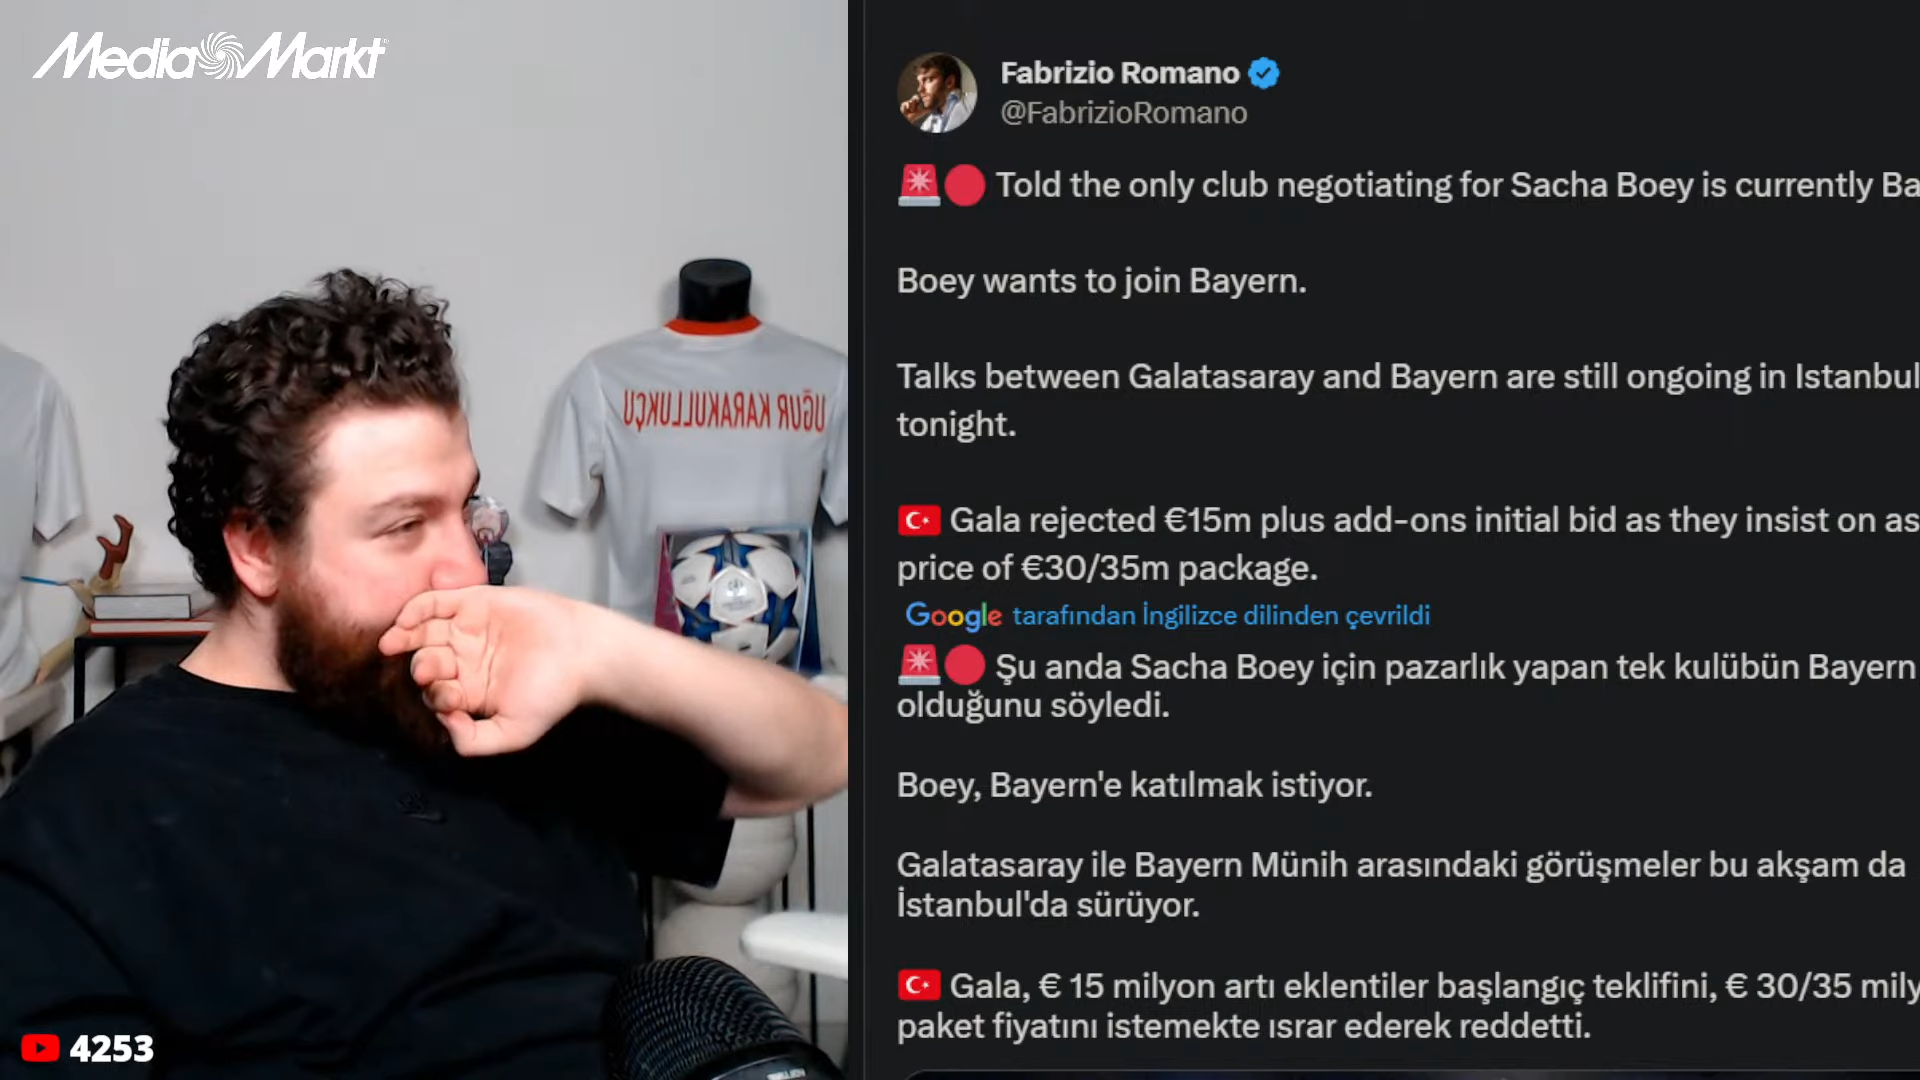 MediaMarkt
Fabrizio Romano
@FabrizioRomano
Told the only club negotiating for Sacha Boey is currently Ba
Boey wants to join Bayern.
Talks between Galatasaray and Bayern are still ongoing in Istanbul
tonight.
Gala rejected €15m plus add-ons initial bid as they insist on as
price of €30/35m package.
Google tarafından İngilizce dilinden çevrildi
Şu anda Sacha Boey için pazarlık yapan tek kulübün Bayern
olduğunu söyledi.
Boey, Bayern'e katılmak istiyor.
Galatasaray ile Bayern Münih arasındaki görüşmeler bu akşam da
İstanbul'da sürüyor.
Gala, € 15 milyon artı eklentiler başlangıç teklifini, € 30/35 mily
paket fiyatını istemekte ısrar ederek reddetti.
UĞUR KARAKULLUKÇU
4253